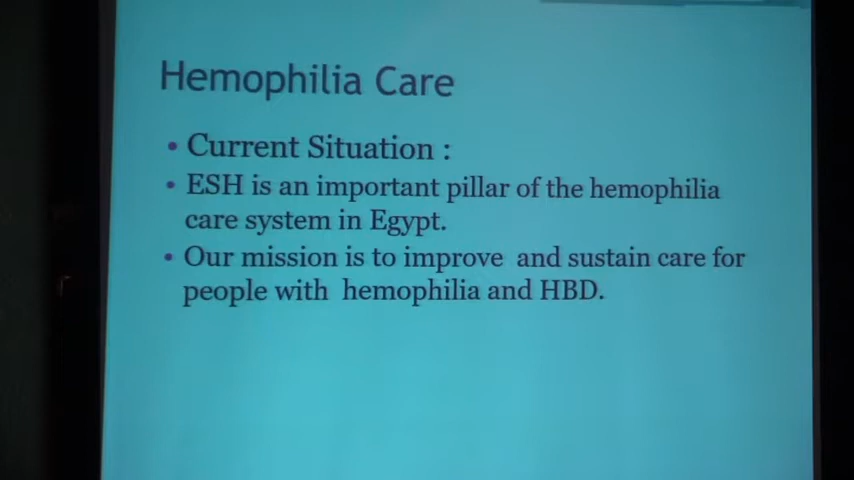 Hemophilia Care
• Current Situation :
• ESH is an important pillar of the hemophilia
care system in Egypt.
• Our mission is to improve and sustain care for
people with hemophilia and HBD.